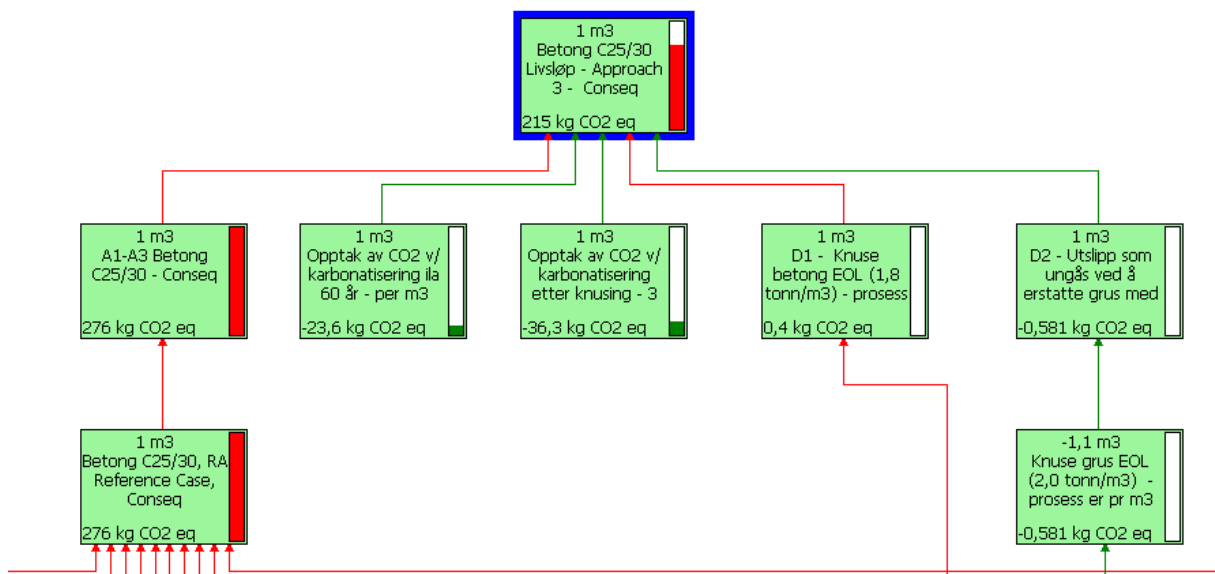 1 m3
Betong C25/30
Livsløp - Approach
3 - Conseq
215 kg CO2 eq
1 m3
A1-A3 Betong
C25/30 - Conseq
276 kg CO2 eq
1 m3
Opptak av CO2 v/
karbonatisering ila
60 år - per m3
-23,6 kg CO2 eq
1 m3
Opptak av CO2 v/
karbonatisering
etter knusing - 3
-36,3 kg CO2 eq
1 m3
D1 - Knuse
betong EOL (1,8
tonn/m3) - prosess
0,4 kg CO2 eq
1 m3
D2 - Utslipp som
ungås ved å
erstatte grus med
-0,581 kg CO2 eq
1 m3
Betong C25/30, RA
Reference Case,
Conseq
276 kg CO2 eq
-1,1 m3
Knuse grus EOL
(2,0 tonn/m3) -
prosess er pr m3
-0,581 kg CO2 eq